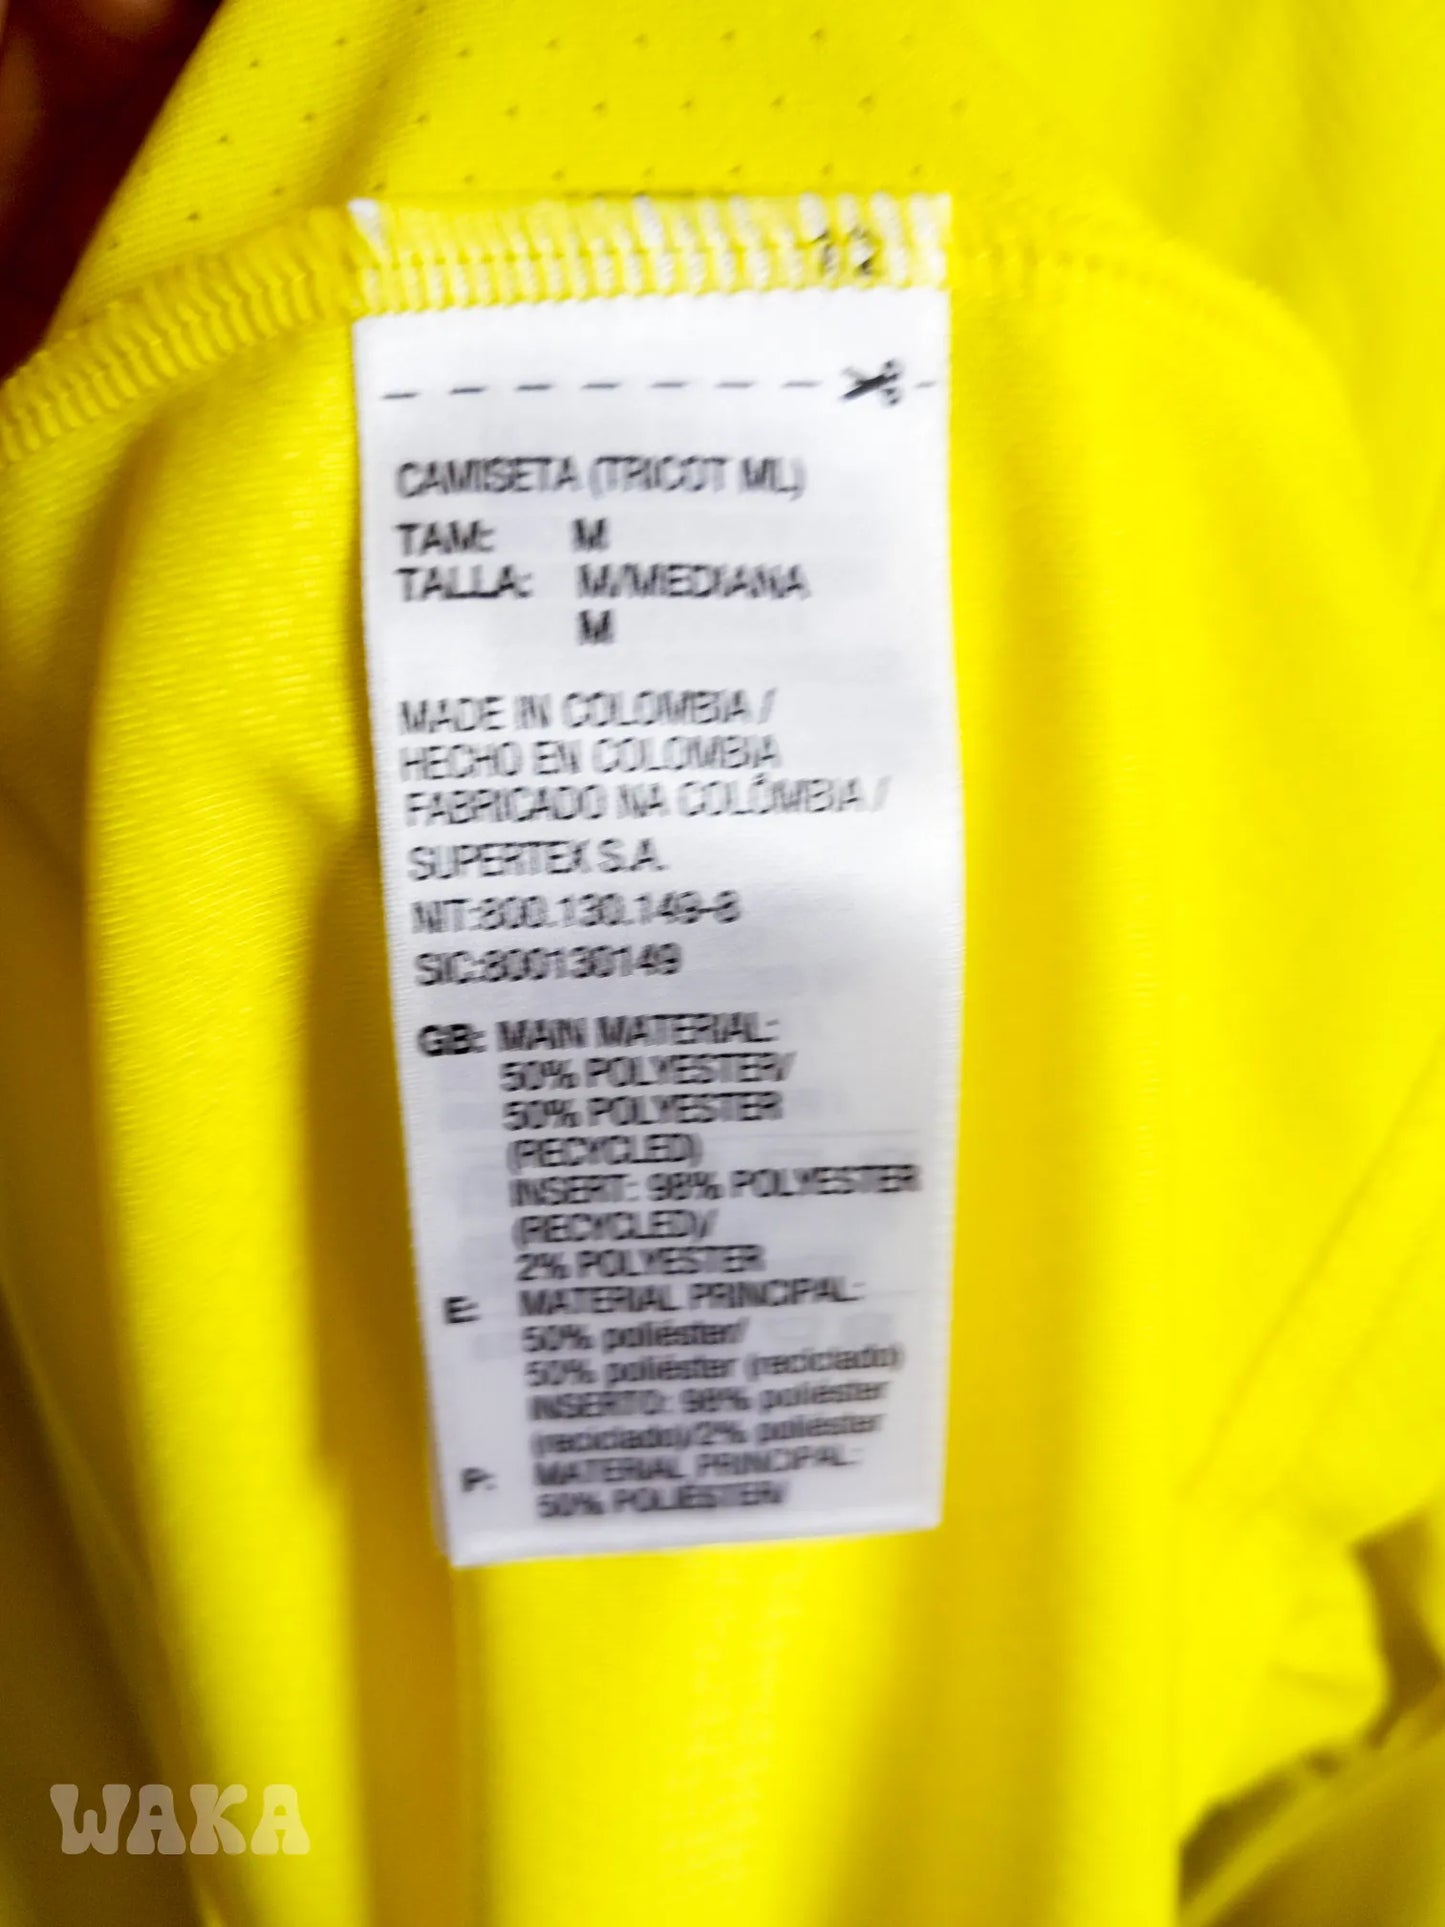 12
CAMISETA (TRICOT ML)
TAM: M
TALLA: M/MEDIANA
M
MADE IN COLOMBIA /
HECHO EN COLOMBIA
FABRICADO NA COLÔMBIA /
SUPERTEX S.A.
NIT:800.130.149-8
SIC:800130149
GB: MAIN MATERIAL:
50% POLYESTER/
50% POLYESTER
(RECYCLED)
INSERT: 98% POLYESTER
(RECYCLED)/
2% POLYESTER
E: MATERIAL PRINCIPAL:
50% poliéster/
50% poliéster (reciclado)
INSERTO: 98% poliéster
(reciclado)/2% poliéster
P: MATERIAL PRINCIPAL:
50% POLIÉSTER/
WAKA